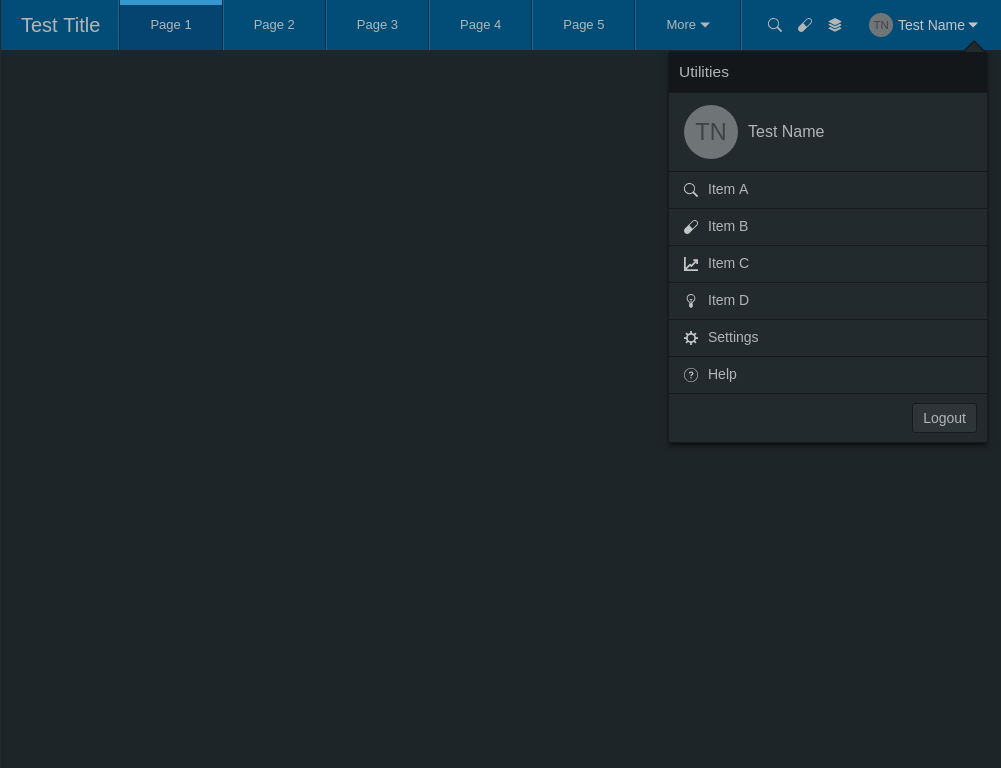 Test Title
Page 1
Page 2
Page 3
Page 4
Page 5
More
TN
Test Name
Utilities
TN
Test Name
Item A
Item B
Item C
Item D
Settings
Help
Logout